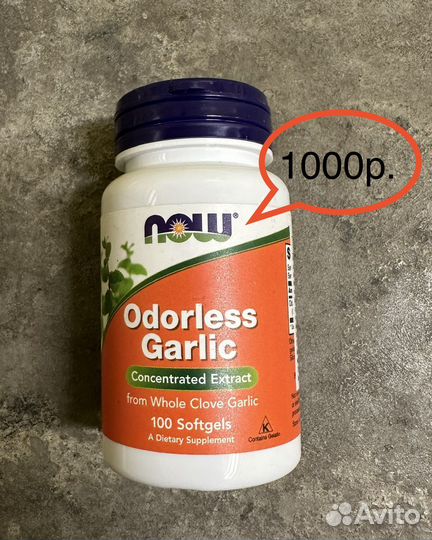 1000р.
now®
Odorless
Garlic
Concentrated Extract
from Whole Clove Garlic
100 Softgels
A Dietary Supplement
K
Contains Gelatin
Avito